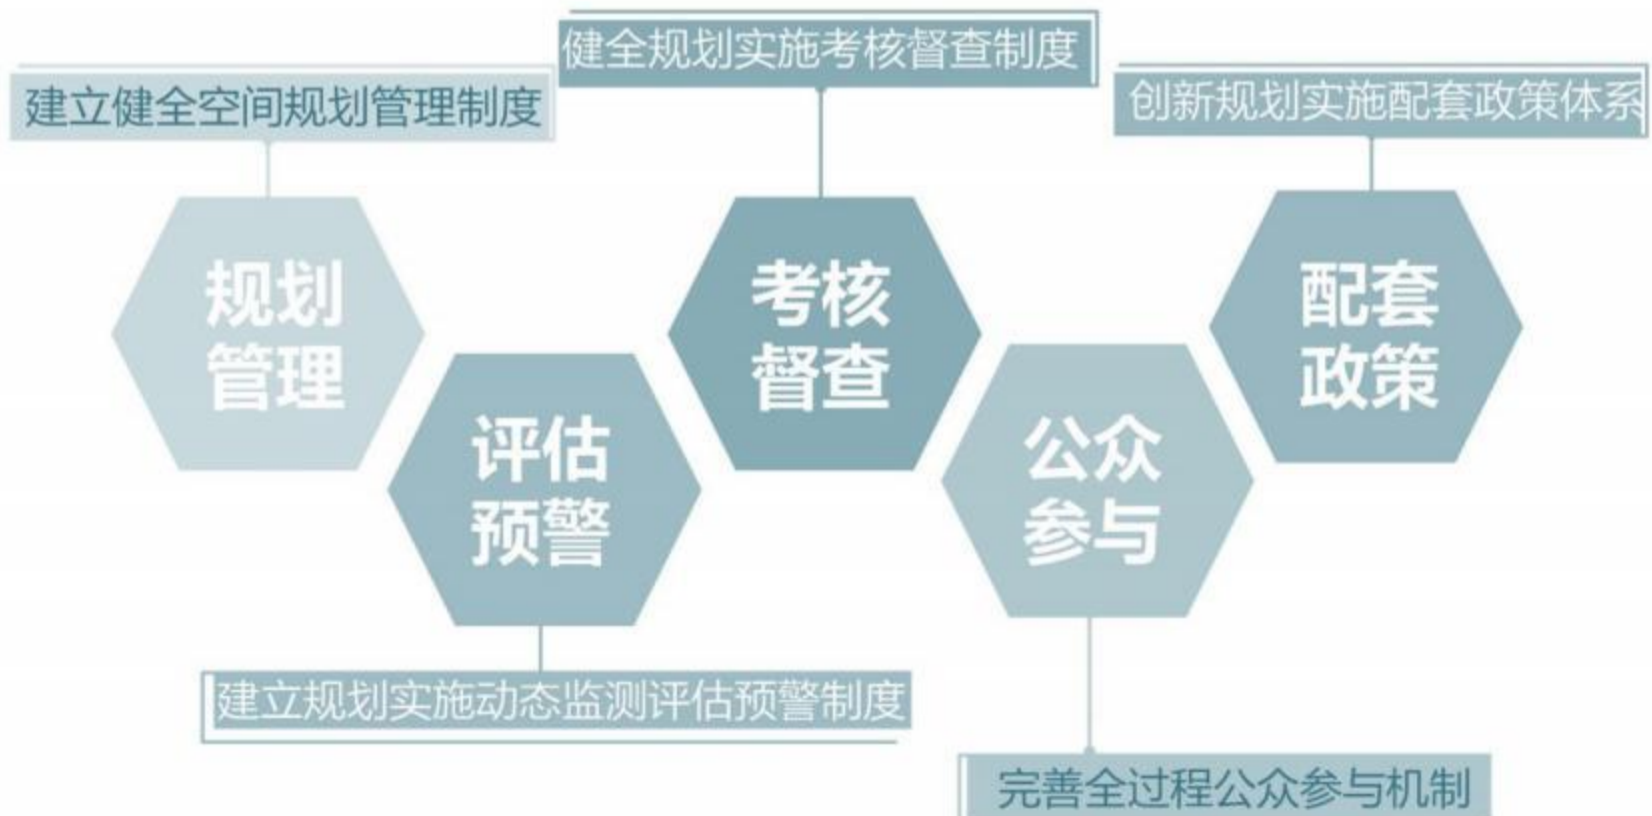 健全规划实施考核督查制度
建立健全空间规划管理制度
创新规划实施配套政策体系
规划
管理
考核
督查
配套
政策
评估
预警
公众
参与
建立规划实施动态监测评估预警制度
完善全过程公众参与机制